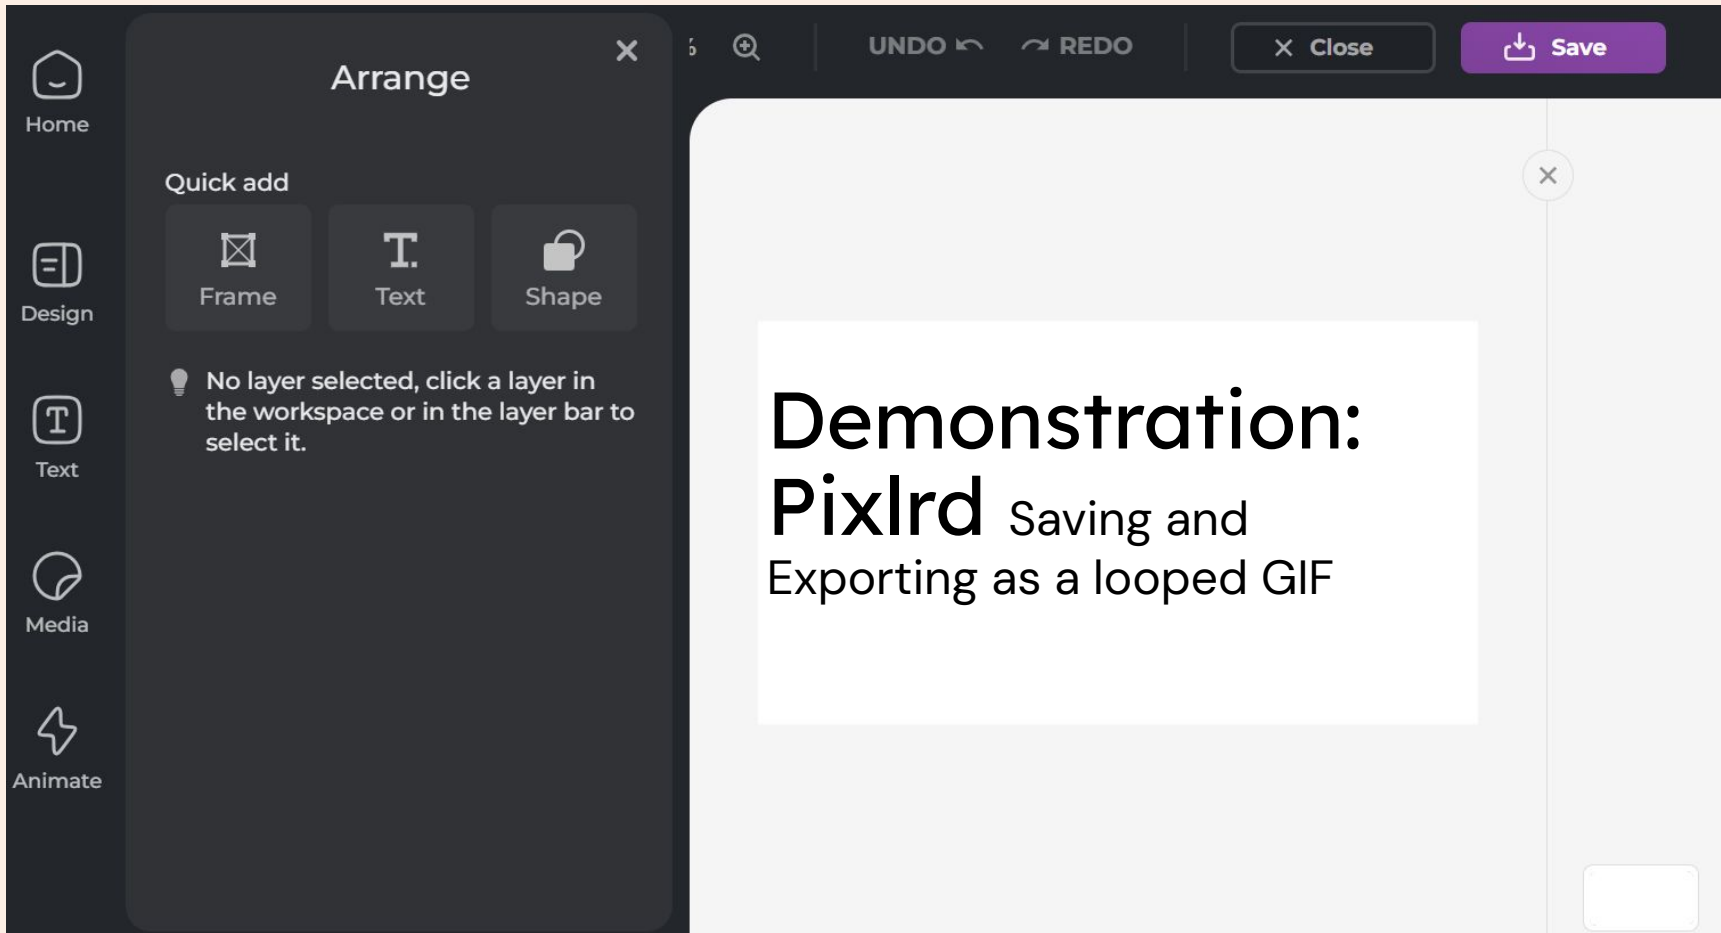 Home
Design
Text
Media
Animate
Arrange
Quick add
Frame
Text
Shape
No layer selected, click a layer in
the workspace or in the layer bar to
select it.
UNDO
REDO
Close
Save
Demonstration:
Pixlrd Saving and
Exporting as a looped GIF